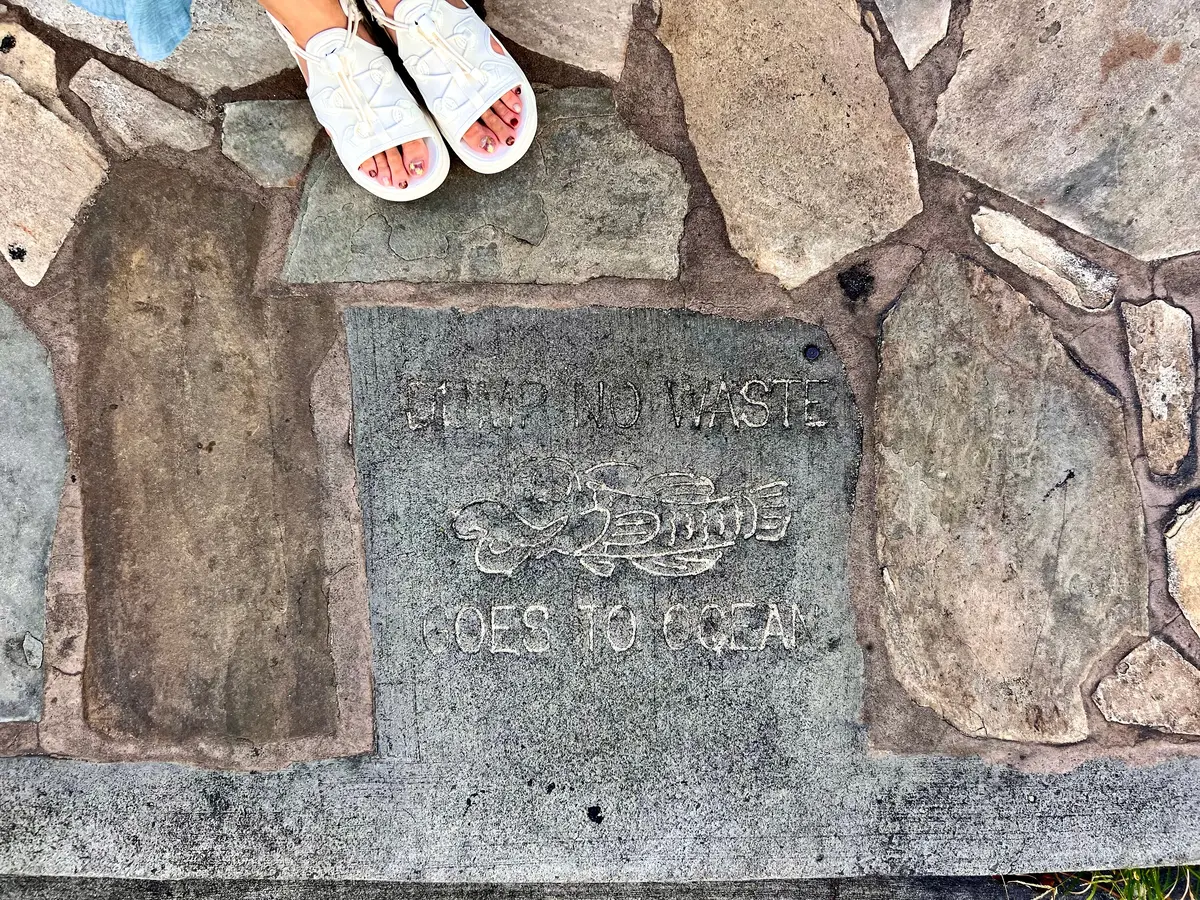 DUMP NO WASTE
GOES TO OCEAN